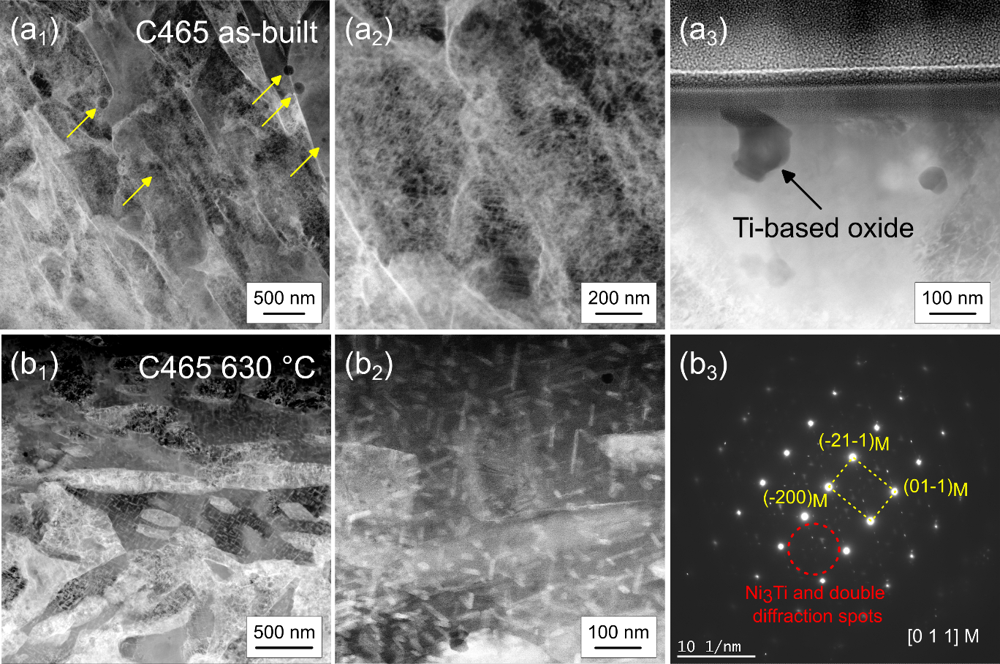 (a1) C465 as-built
500 nm
(a2)
200 nm
(a3)
Ti-based oxide
100 nm
(b1) C465 630 °C
500 nm
(b2)
100 nm
(b3)
(-21-1)M
(-200)M
(01-1)M
Ni3Ti and double
diffraction spots
10 1/nm
[0 1 1] M